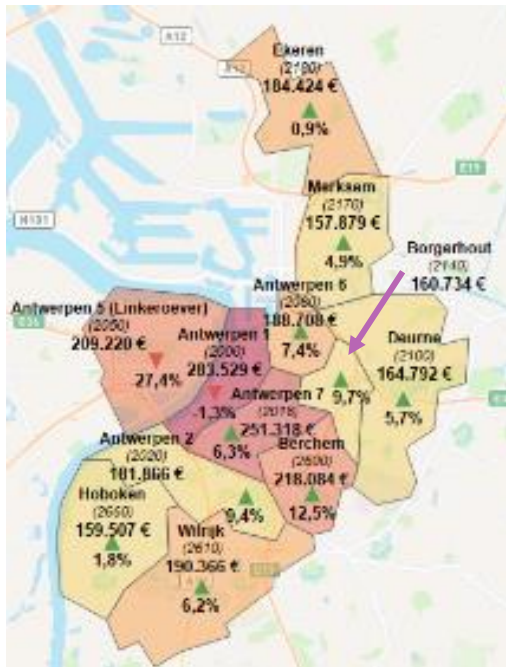 A12
Ekeren
(2180)
184.424 €
0,9%
E19
Merksem
(2170)
157.879 €
4,9%
N101
Borgerhout
(2140)
160.734 €
Antwerpen 6
(2060)
188.708 €
7,4%
Antwerpen 5 (Linkeroever)
(2050)
209.220 €
27,4%
Antwerpen 1
(2000)
283.529 €
-1,3%
Deurne
(2100)
164.792 €
5,7%
9,7%
Antwerpen 7
(2018)
251.318 €
6,3%
Berchem
(2600)
218.084 €
12,5%
Antwerpen 2
(2020)
181.866 €
9,4%
Hoboken
(2660)
159.507 €
1,8%
Wilrijk
(2610)
190.366 €
6,2%